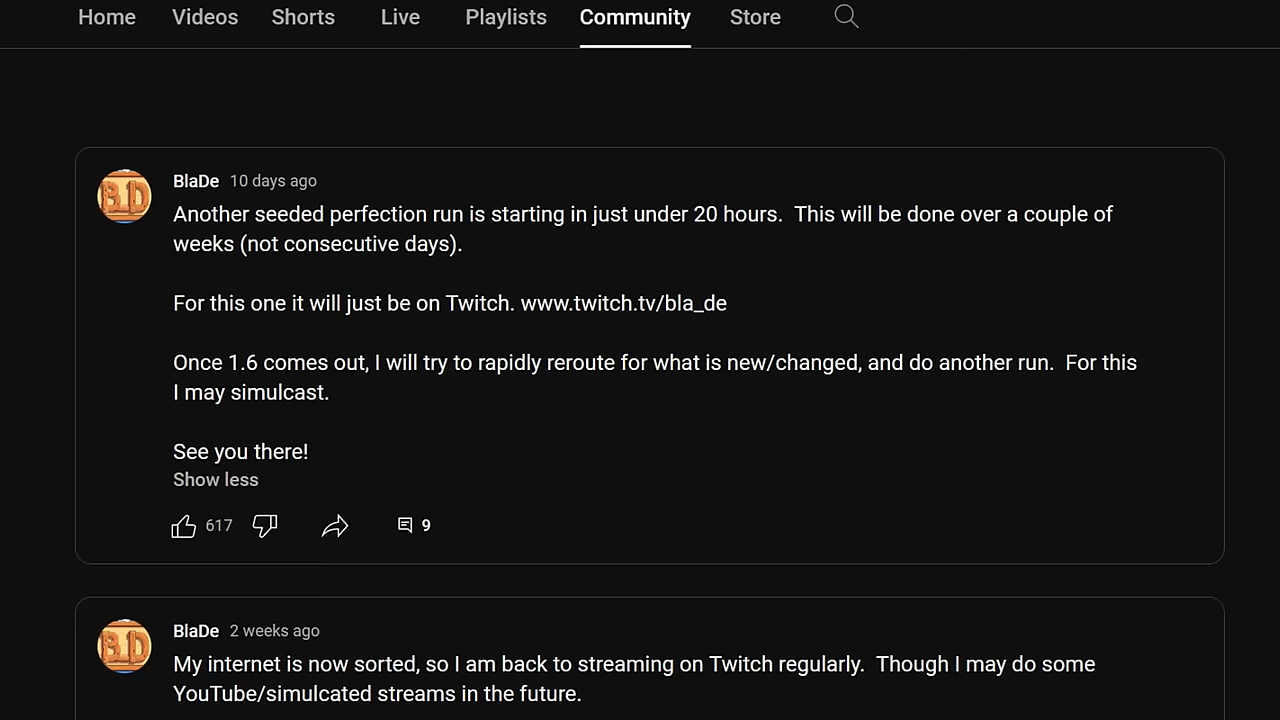 Home Videos Shorts Live Playlists Community Store
BlaDe 10 days ago
Another seeded perfection run is starting in just under 20 hours.  This will be done over a couple of
weeks (not consecutive days).
For this one it will just be on Twitch. www.twitch.tv/bla_de
Once 1.6 comes out, I will try to rapidly reroute for what is new/changed, and do another run.  For this
I may simulcast.
See you there!
Show less
617 9
BlaDe 2 weeks ago
My internet is now sorted, so I am back to streaming on Twitch regularly.  Though I may do some
YouTube/simulcated streams in the future.
B.D
B.D